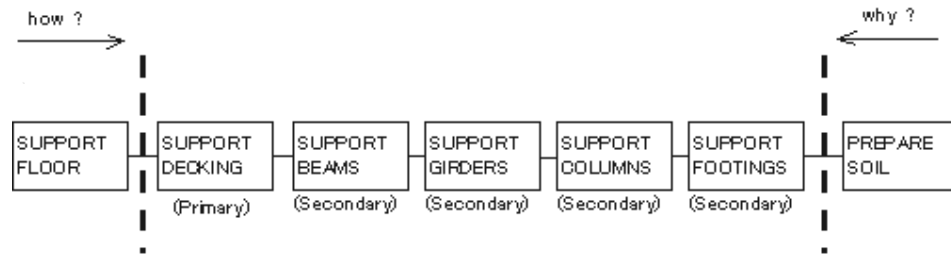 how ?
why ?
SUPPORT FLOOR
SUPPORT DECKING
SUPPORT BEAMS
SUPPORT GIRDERS
SUPPORT COLUMNS
SUPPORT FOOTINGS
PREPARE SOIL
(Primary)
(Secondary)
(Secondary)
(Secondary)
(Secondary)